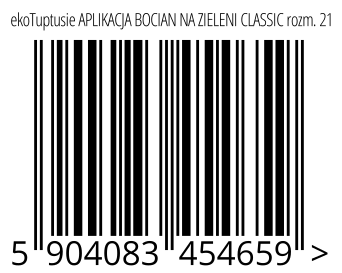 ekoTuptusie APLIKACJA BOCIAN NA ZIELENI CLASSIC rozm. 21
5 904083 454659 >